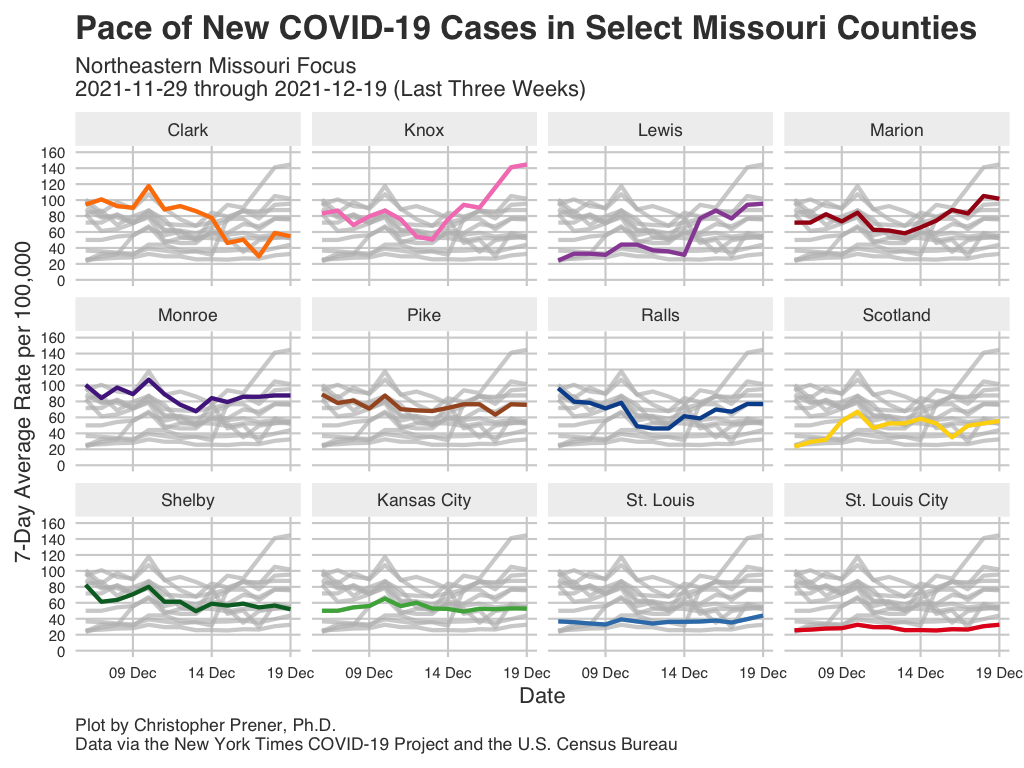 Pace of New COVID-19 Cases in Select Missouri Counties
Northeastern Missouri Focus
2021-11-29 through 2021-12-19 (Last Three Weeks)
7-Day Average Rate per 100,000
Clark Knox Lewis Marion
160
140
120
100
80
60
40
20
0
Monroe Pike Ralls Scotland
160
140
120
100
80
60
40
20
0
Shelby Kansas City St. Louis St. Louis City
160
140
120
100
80
60
40
20
0
09 Dec 14 Dec 19 Dec 09 Dec 14 Dec 19 Dec 09 Dec 14 Dec 19 Dec 09 Dec 14 Dec 19 Dec
Date
Plot by Christopher Prener, Ph.D.
Data via the New York Times COVID-19 Project and the U.S. Census Bureau